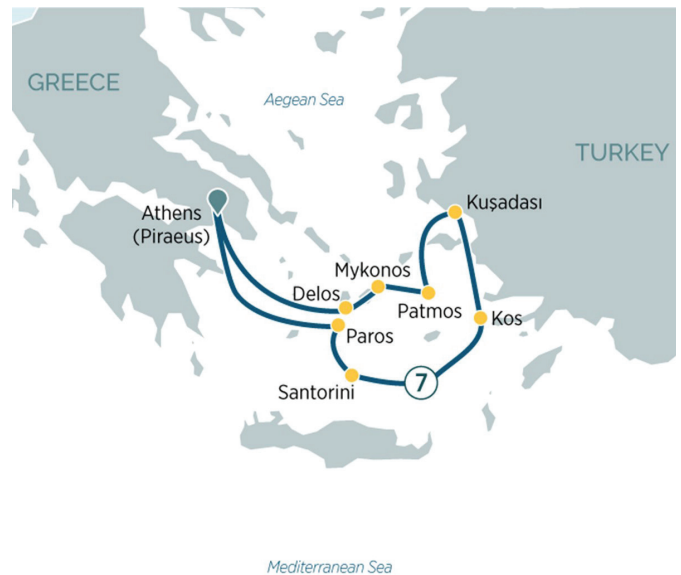 GREECE
Aegean Sea
TURKEY
Kuşadası
Athens
(Piraeus)
Mykonos
Delos
Patmos
Kos
Paros
7
Santorini
Mediterranean Sea